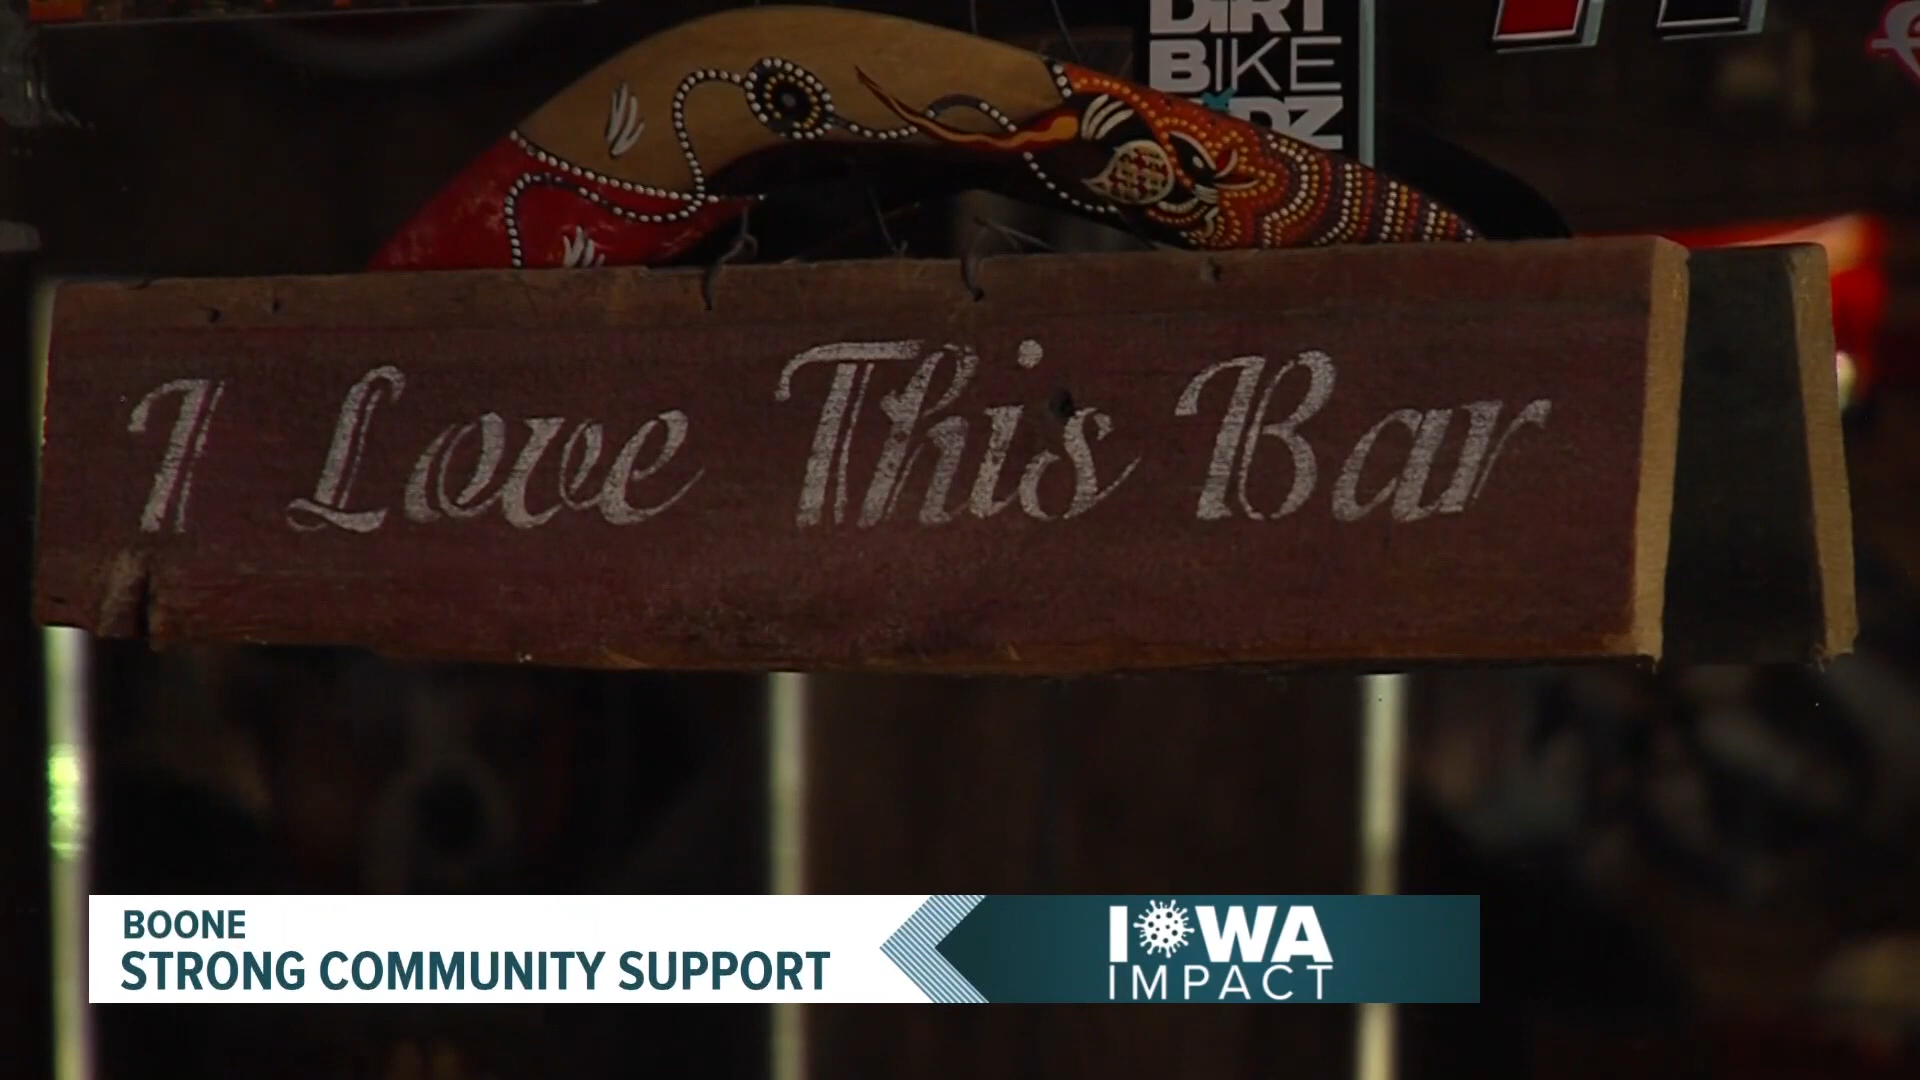 DIRT
BIKE
I Love This Bar
BOONE
STRONG COMMUNITY SUPPORT
IOWA
IMPACT